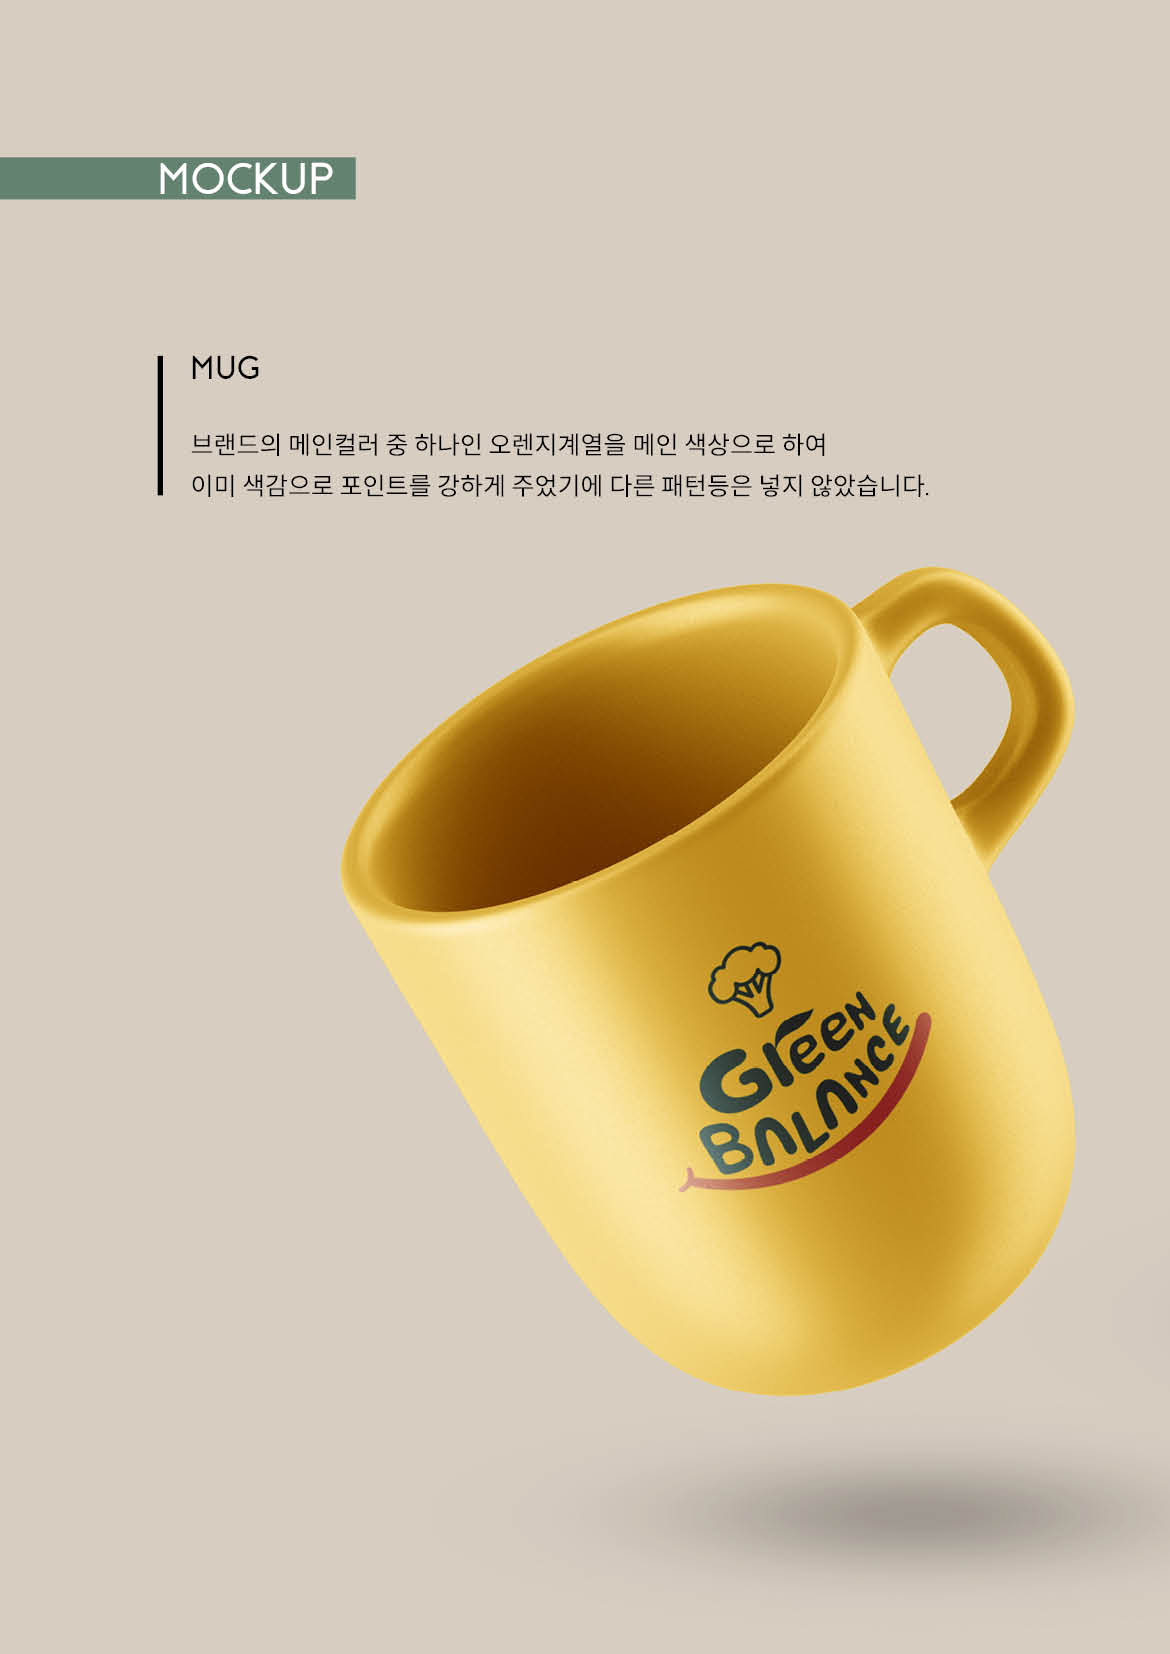 MOCKUP
MUG
브랜드의 메인컬러 중 하나인 오렌지계열을 메인 색상으로 하여
이미 색감으로 포인트를 강하게 주었기에 다른 패턴등은 넣지 않았습니다.
Green
BALANCE